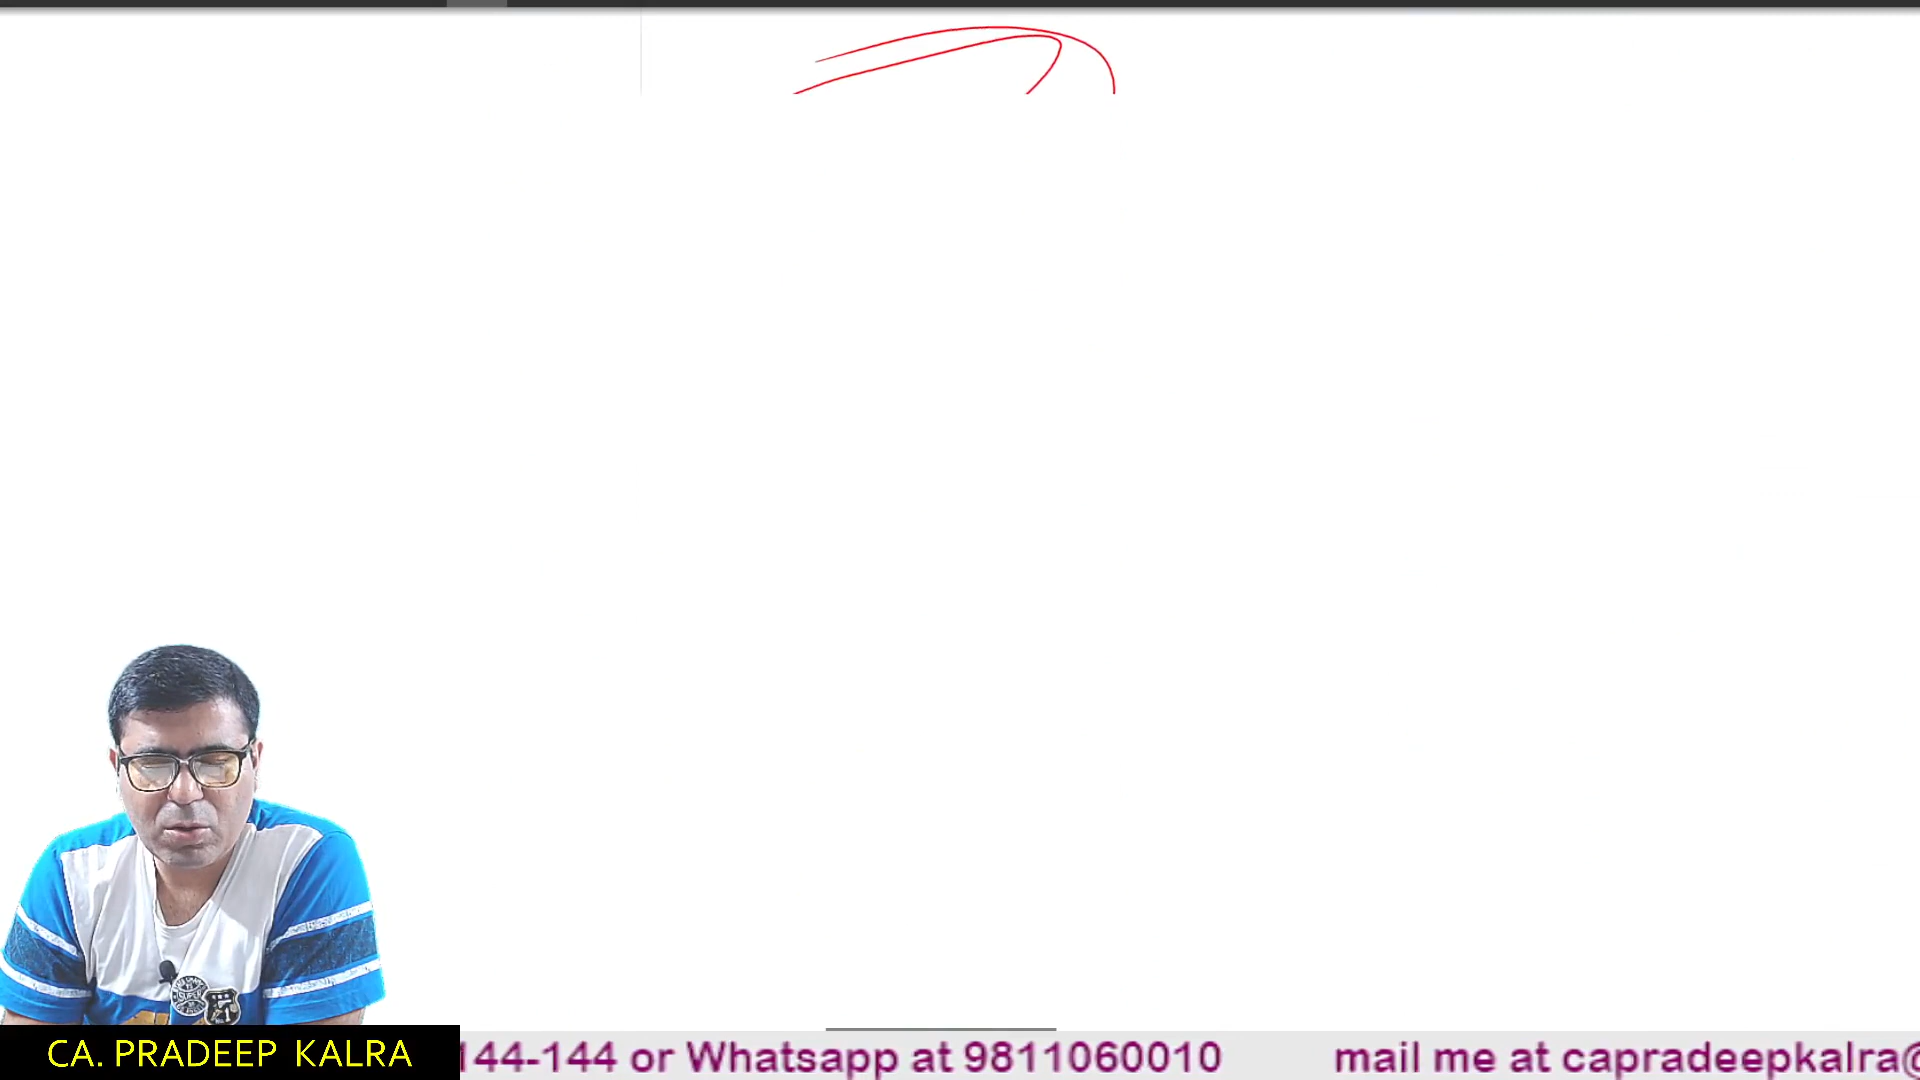 CA. PRADEEP KALRA
144-144 or Whatsapp at 9811060010 mail me at capradeepkalra@